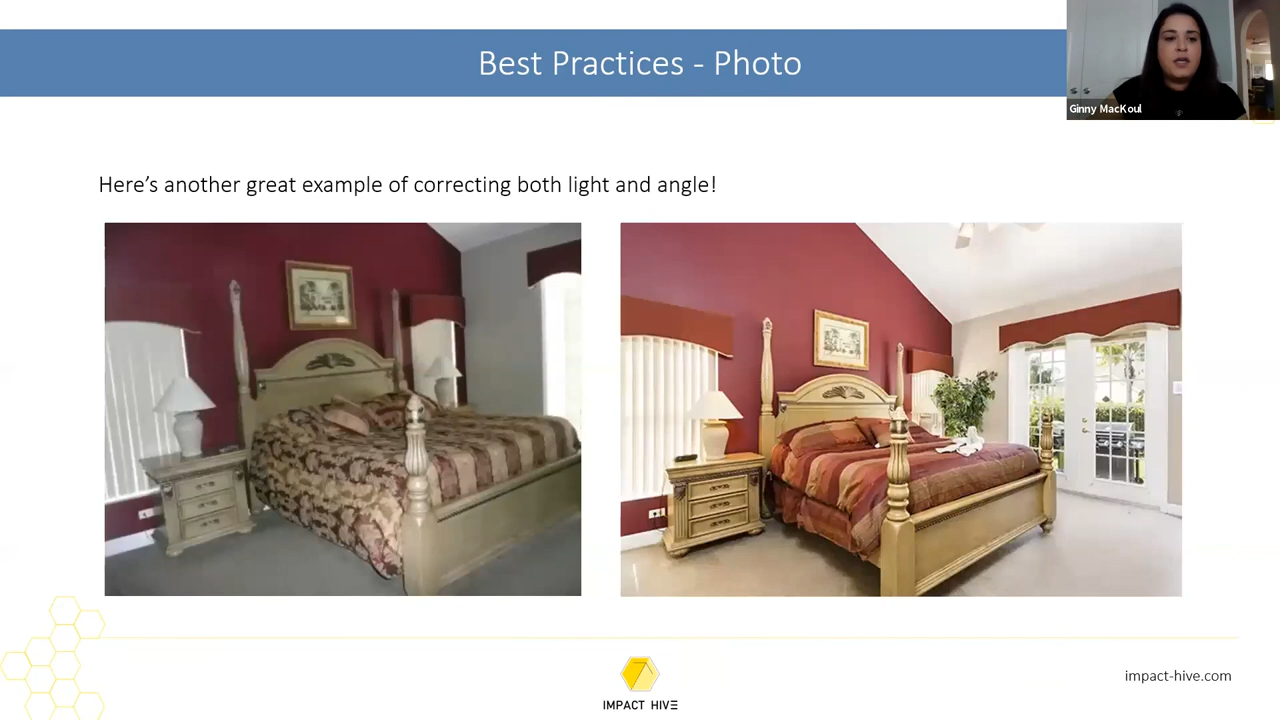 Best Practices - Photo
Ginny MacKoul
Here's another great example of correcting both light and angle!
7
IMPACT HIVE
impact-hive.com